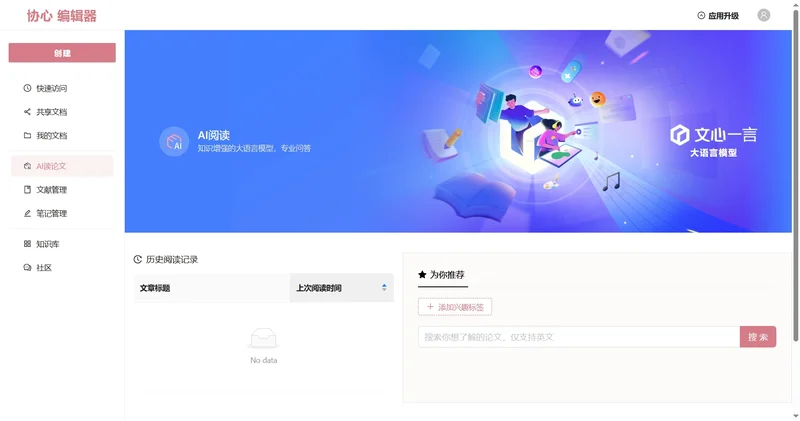 协心 编辑器
应用升级
创建
快速访问
共享文档
我的文档
AI读论文
文献管理
笔记管理
知识库
社区
AI
AI阅读
知识增强的大语言模型，专业问答
文心一言
大语言模型
历史阅读记录
文章标题
上次阅读时间
No data
为你推荐
+ 添加兴趣标签
搜索你想了解的论文，仅支持英文
搜 索